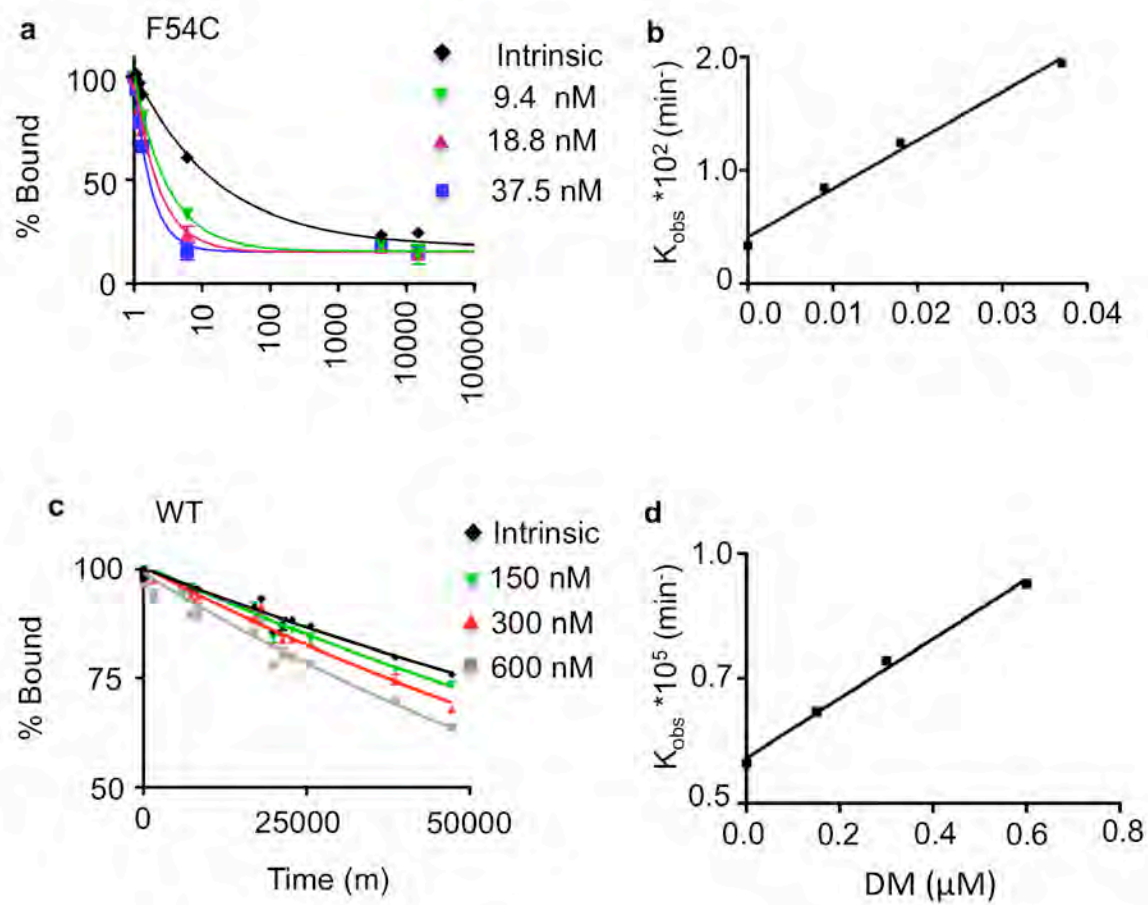 a F54C
Intrinsic
9.4 nM
18.8 nM
37.5 nM
% Bound
100
50
0
1
10
100
1000
10000
100000
b
K_obs *10² (min⁻)
2.0
1.0
0
0.0 0.01 0.02 0.03 0.04
c WT
Intrinsic
150 nM
300 nM
600 nM
% Bound
100
75
50
0 25000 50000
Time (m)
d
K_obs *10⁵ (min⁻)
1.0
0.7
0.5
0.0 0.2 0.4 0.6 0.8
DM (μM)